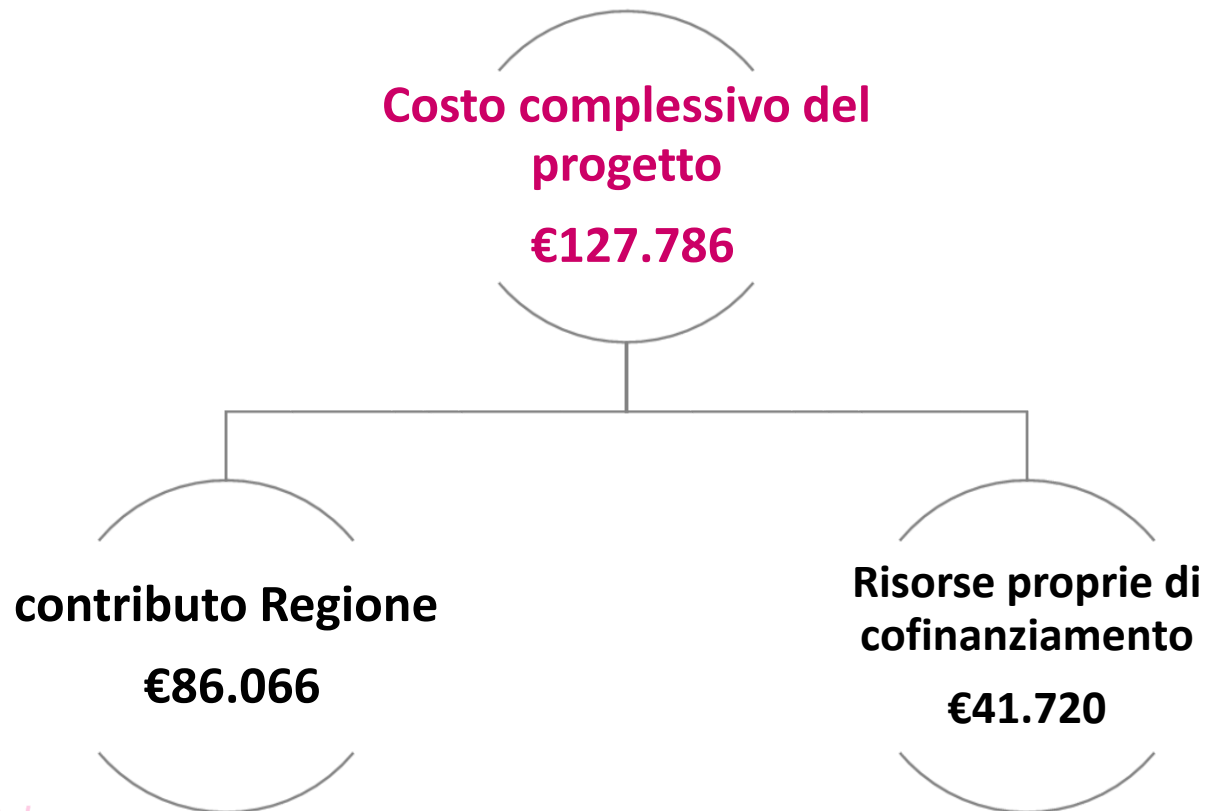 Costo complessivo del
progetto
€127.786
contributo Regione
€86.066
Risorse proprie di
cofinanziamento
€41.720